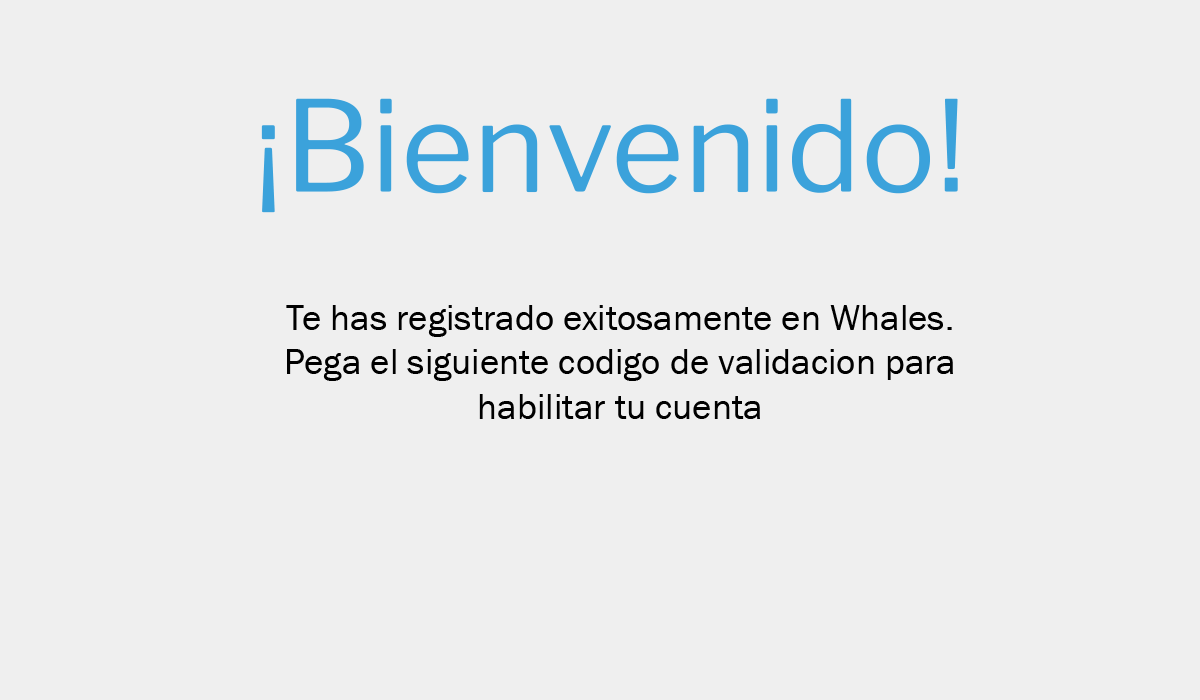 ¡Bienvenido!
Te has registrado exitosamente en Whales.
Pega el siguiente codigo de validacion para
habilitar tu cuenta